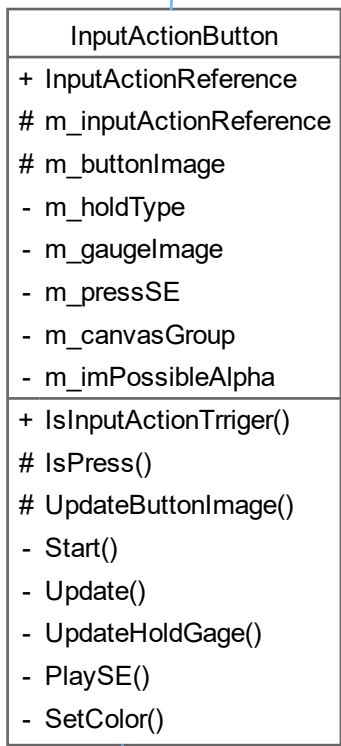 InputActionButton
+ InputActionReference
# m_inputActionReference
# m_buttonImage
- m_holdType
- m_gaugeImage
- m_pressSE
- m_canvasGroup
- m_imPossibleAlpha
+ IsInputActionTrriger()
# IsPress()
# UpdateButtonImage()
- Start()
- Update()
- UpdateHoldGage()
- PlaySE()
- SetColor()